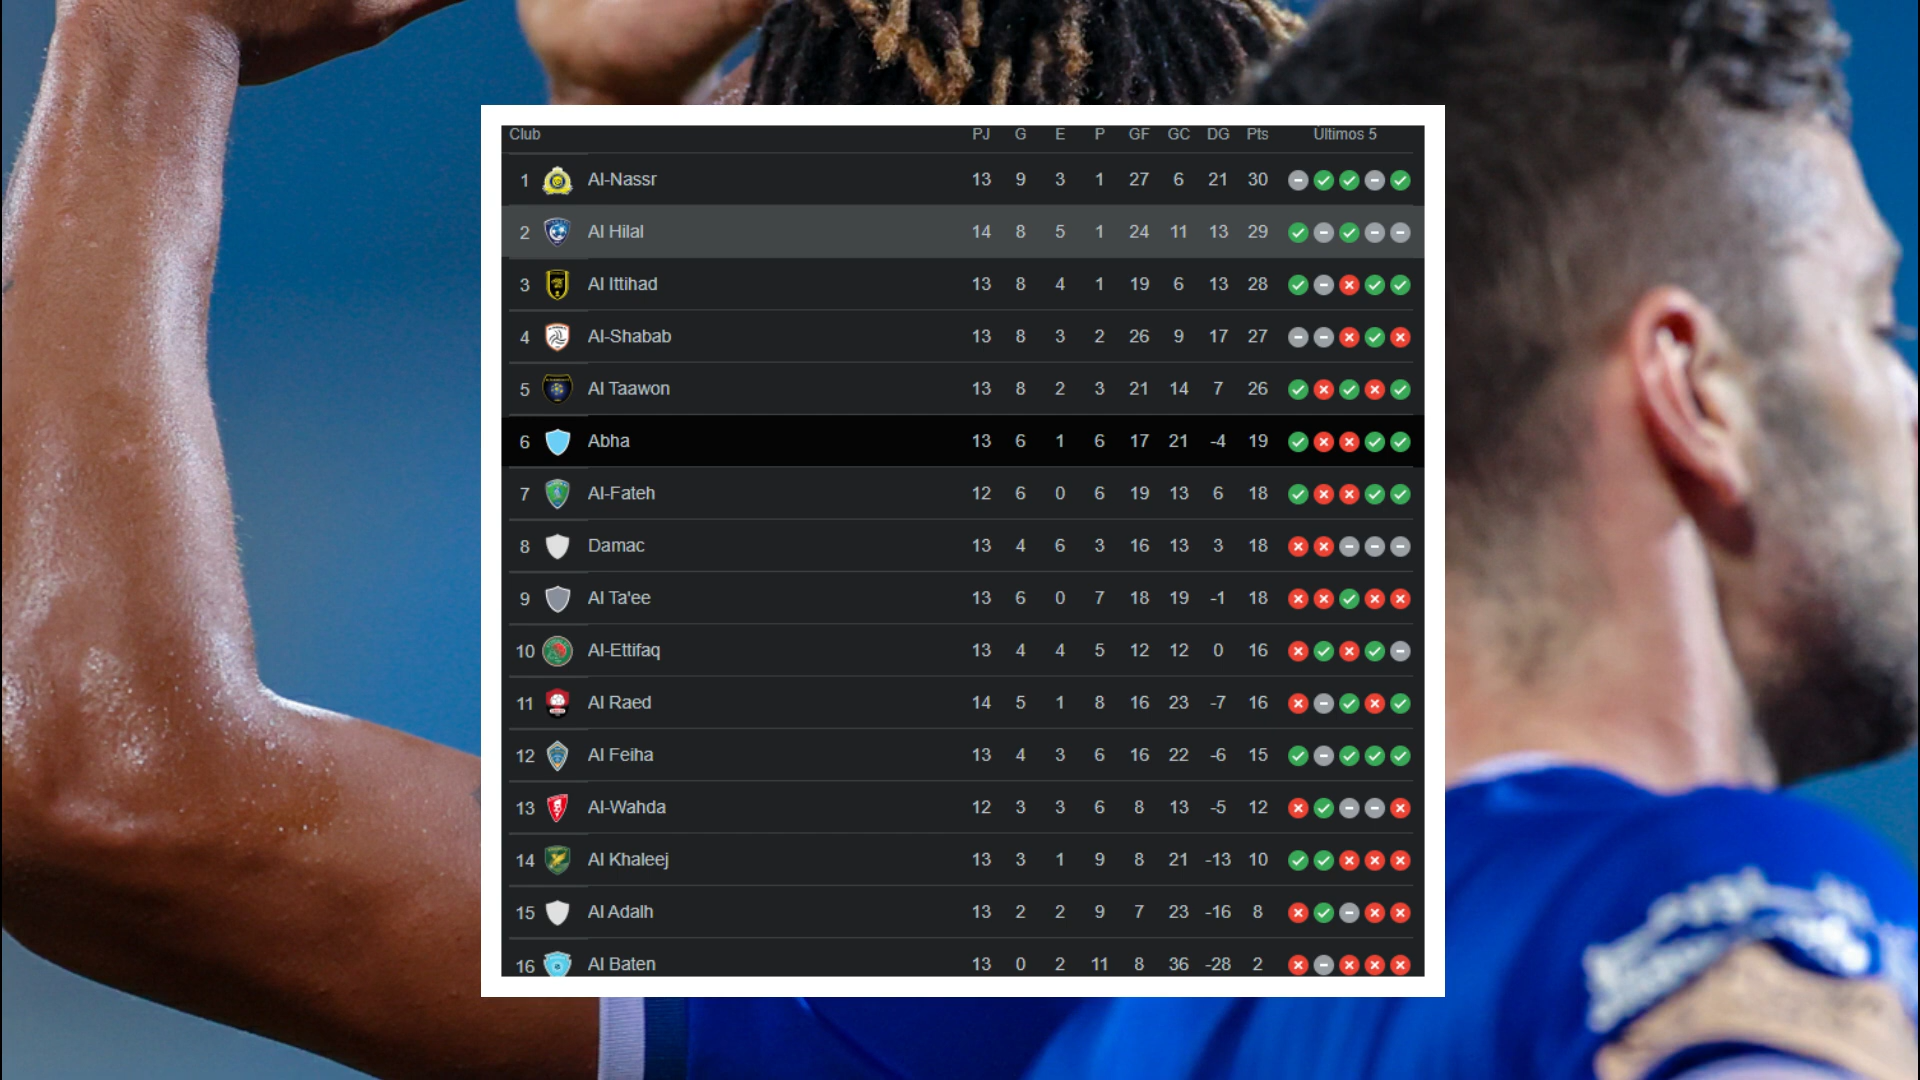 Club PJ G E P GF GC DG Pts Últimos 5
1 Al-Nassr 13 9 3 1 27 6 21 30
2 Al Hilal 14 8 5 1 24 11 13 29
3 Al Ittihad 13 8 4 1 19 6 13 28
4 Al-Shabab 13 8 3 2 26 9 17 27
5 Al Taawon 13 8 2 3 21 14 7 26
6 Abha 13 6 1 6 17 21 -4 19
7 Al-Fateh 12 6 0 6 19 13 6 18
8 Damac 13 4 6 3 16 13 3 18
9 Al Ta'ee 13 6 0 7 18 19 -1 18
10 Al-Ettifaq 13 4 4 5 12 12 0 16
11 Al Raed 14 5 1 8 16 23 -7 16
12 Al Feiha 13 4 3 6 16 22 -6 15
13 Al-Wahda 12 3 3 6 8 13 -5 12
14 Al Khaleej 13 3 1 9 8 21 -13 10
15 Al Adalh 13 2 2 9 7 23 -16 8
16 Al Baten 13 0 2 11 8 36 -28 2